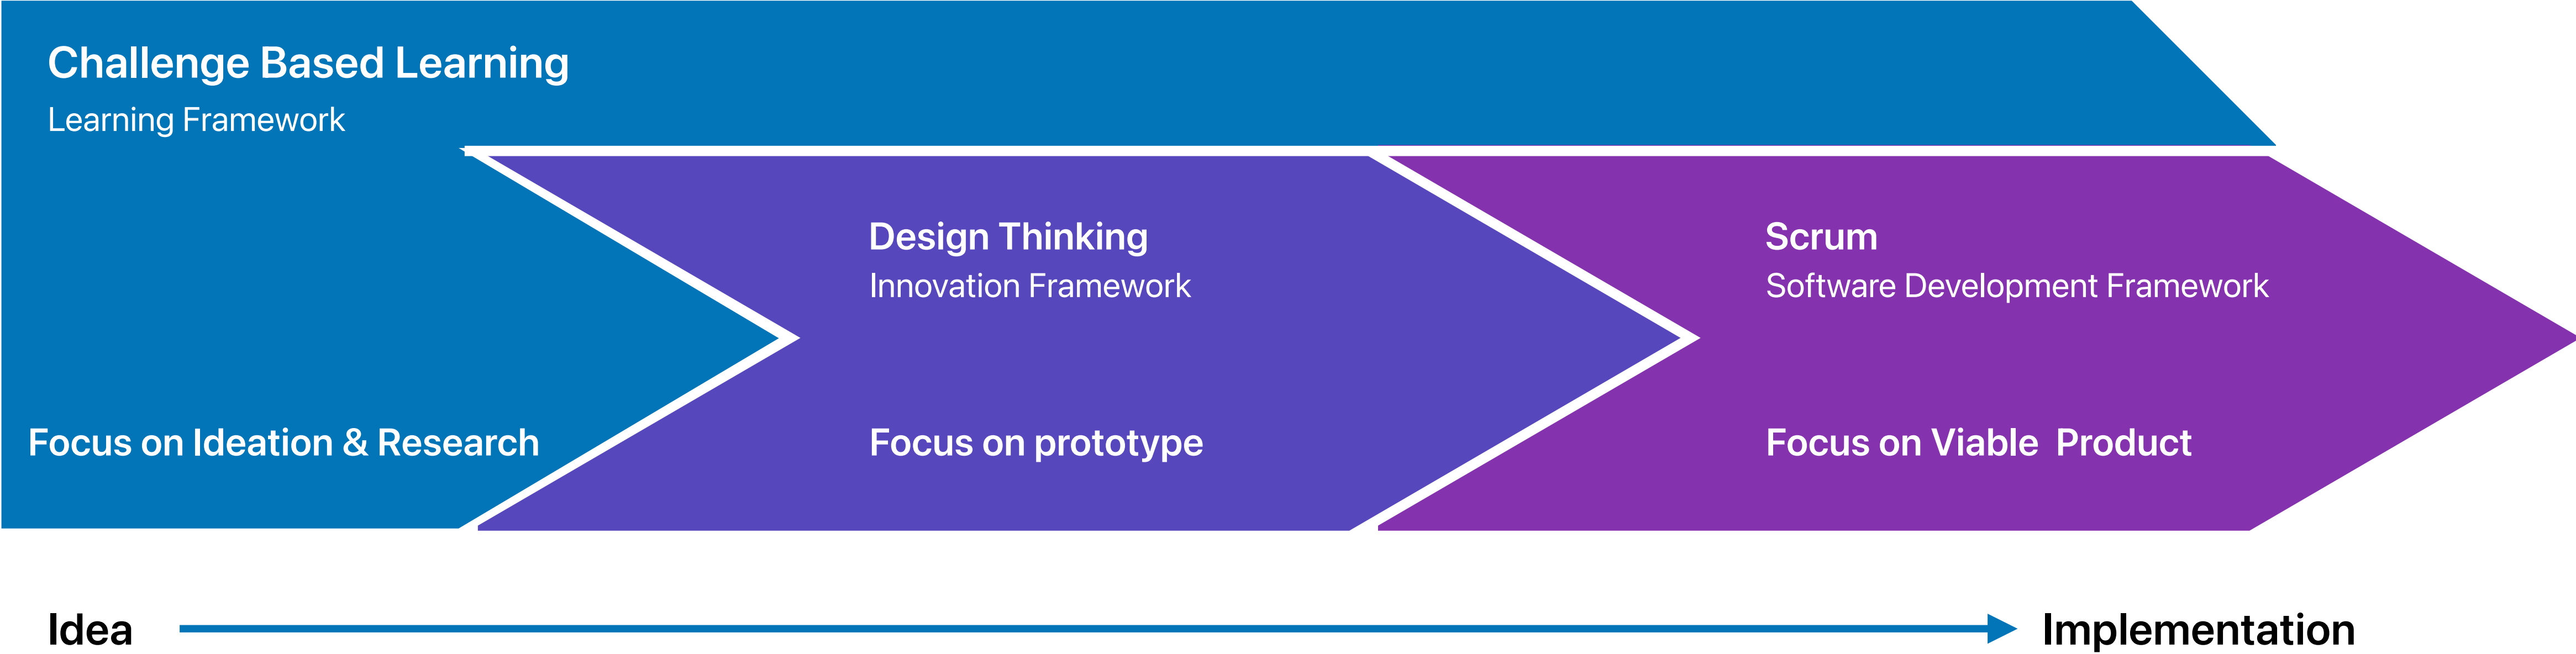 Challenge Based Learning
Learning Framework
Focus on Ideation & Research
Design Thinking
Innovation Framework
Focus on prototype
Scrum
Software Development Framework
Focus on Viable  Product
Idea
Implementation